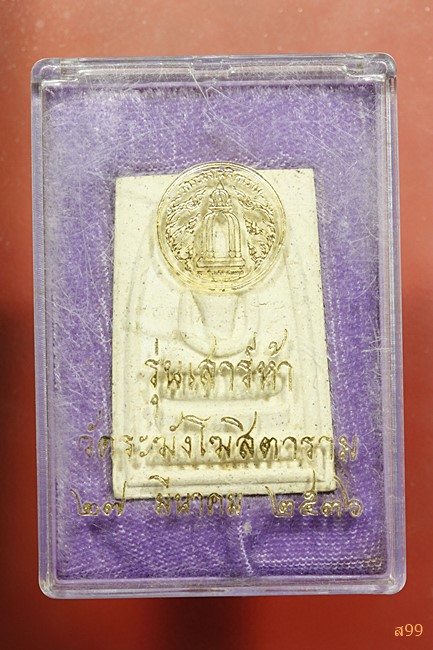 รุ่นเสาร์ห้า
วัดระฆังโฆสิตาราม
๒๗ มีนาคม ๒๕๓๖
ส99